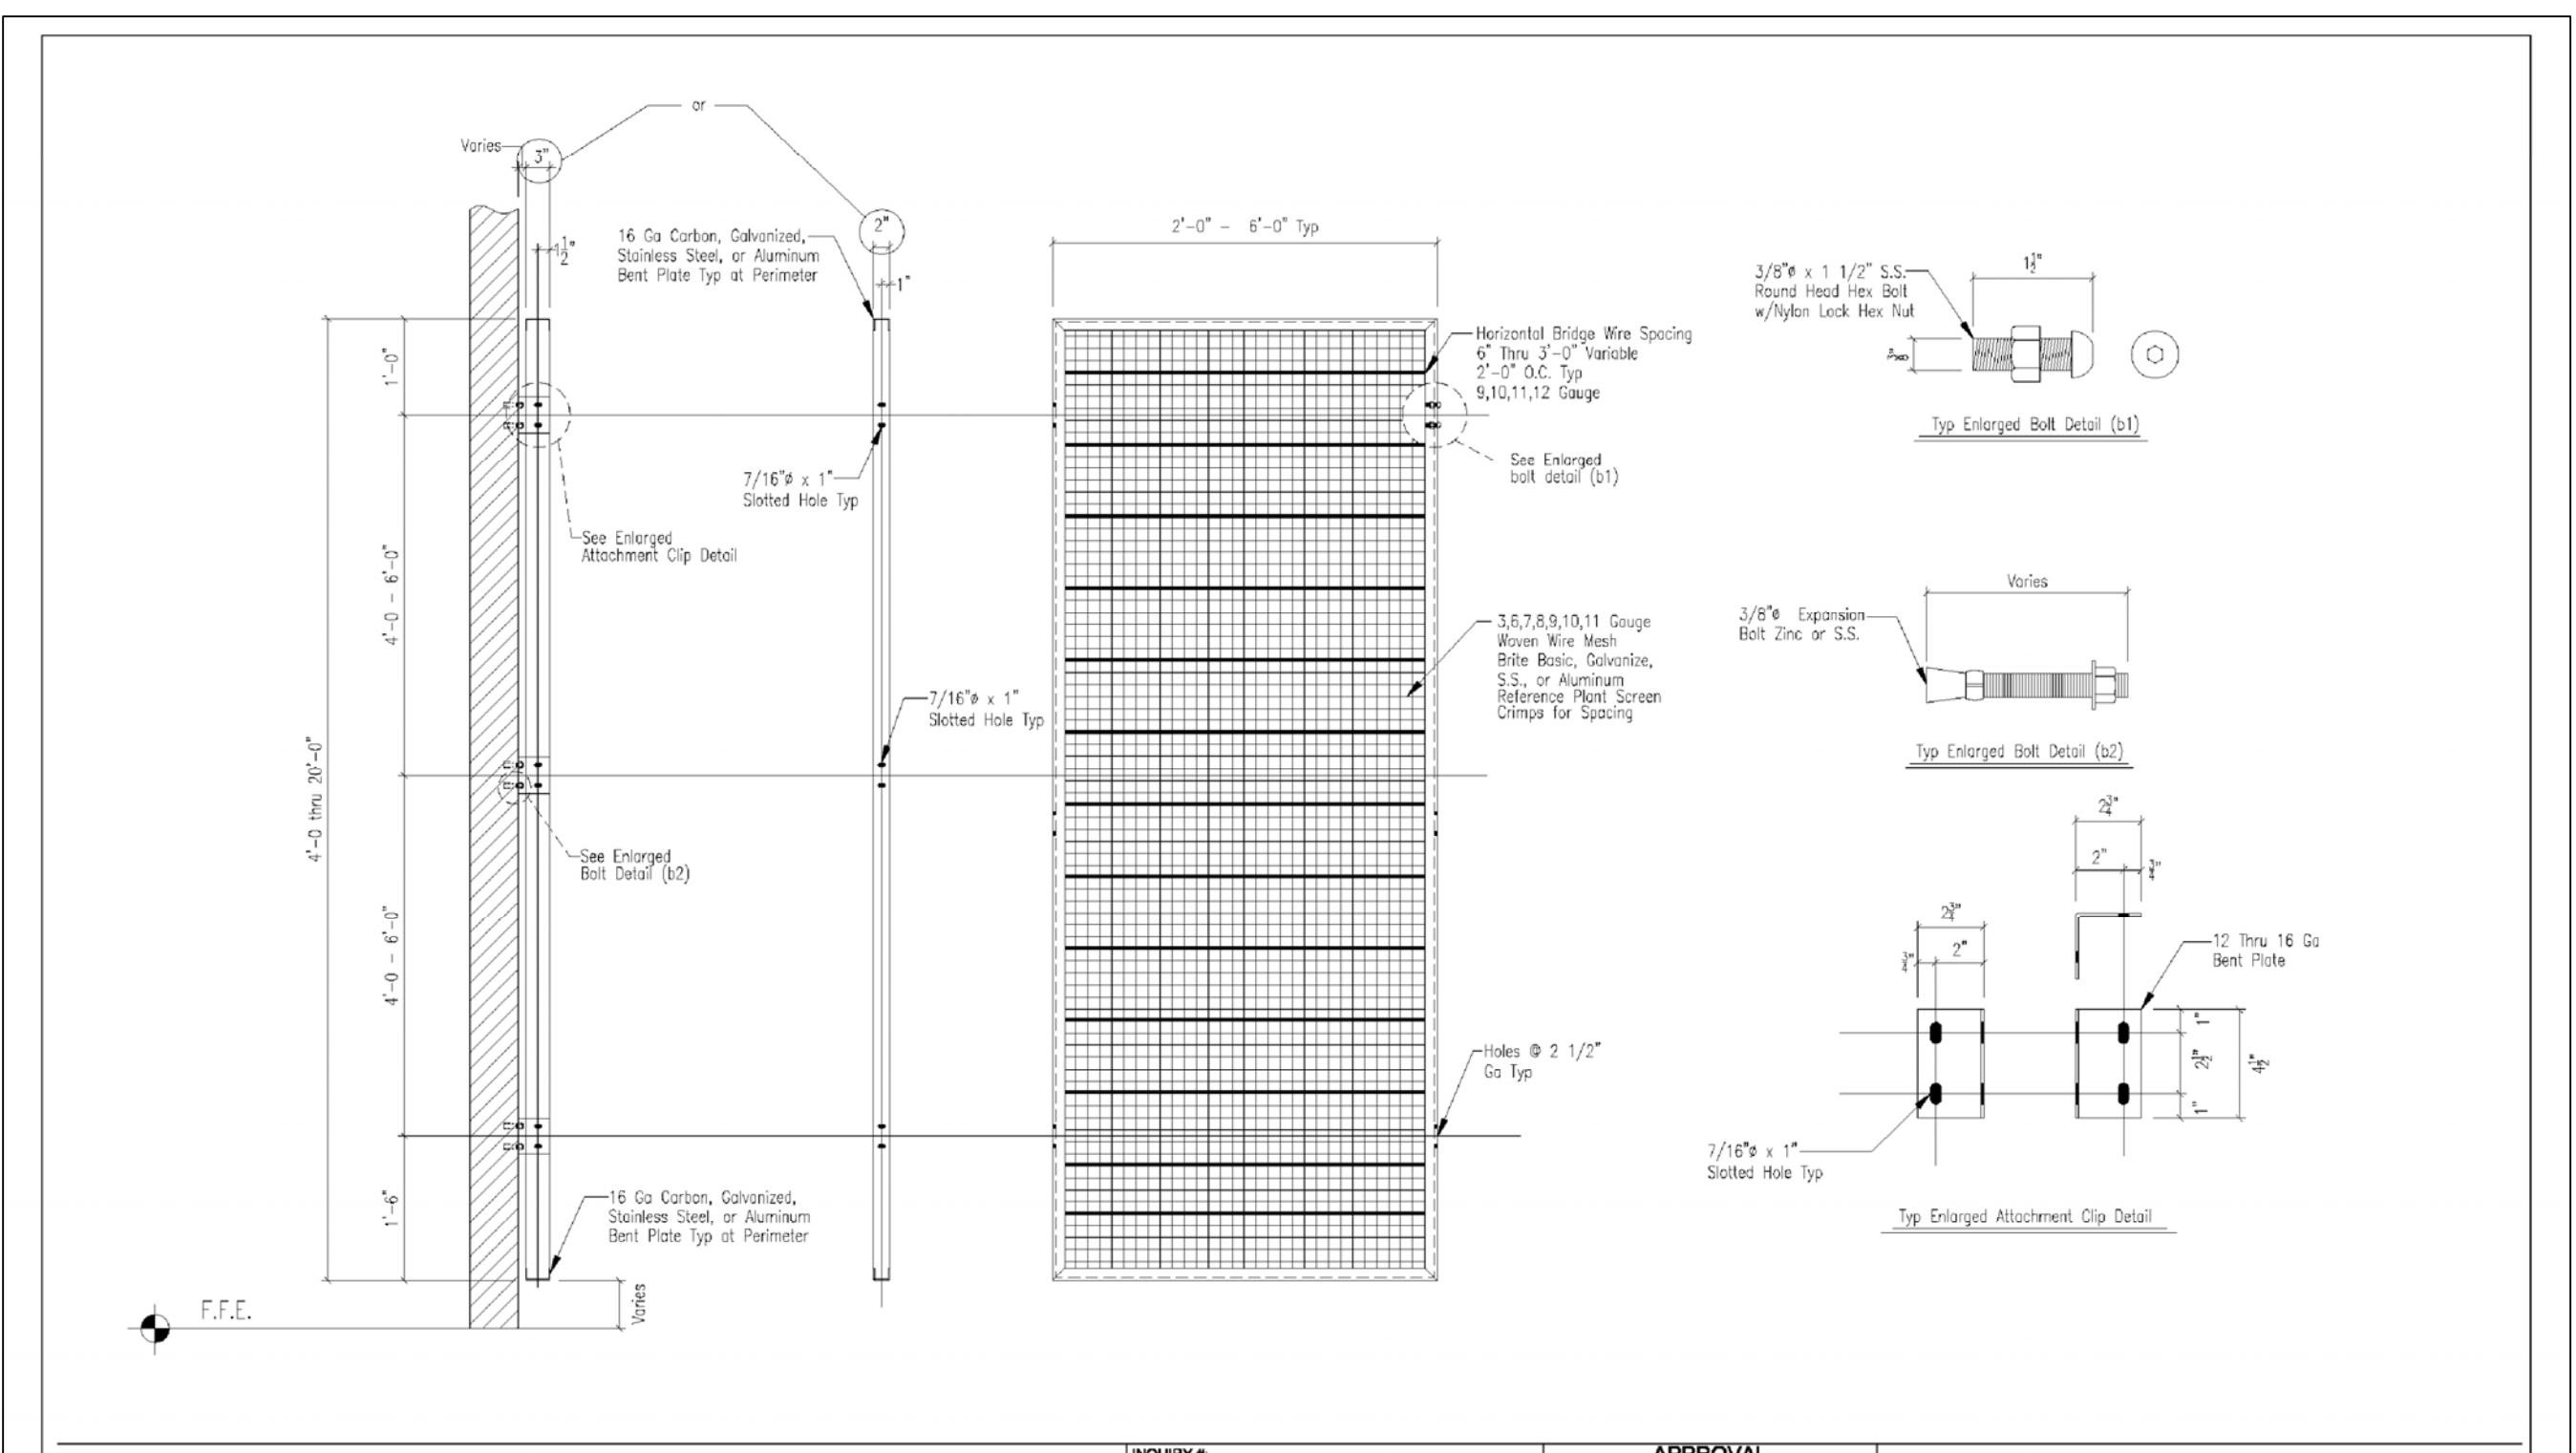 or
Varies
3"
2"
1 1/2"
1"
16 Ga Carbon, Galvanized,
Stainless Steel, or Aluminum
Bent Plate Typ at Perimeter
2'-0" - 6'-0" Typ
1'-0"
4'-0 - 6'-0"
4'-0 thru 20'-0"
4'-0 - 6'-0"
1'-6"
7/16"ø x 1"
Slotted Hole Typ
See Enlarged
Attachment Clip Detail
7/16"ø x 1"
Slotted Hole Typ
See Enlarged
Bolt Detail (b2)
16 Ga Carbon, Galvanized,
Stainless Steel, or Aluminum
Bent Plate Typ at Perimeter
Varies
F.F.E.
Horizontal Bridge Wire Spacing
6" Thru 3'-0" Variable
2'-0" O.C. Typ
9,10,11,12 Gauge
See Enlarged
bolt detail (b1)
3,6,7,8,9,10,11 Gauge
Woven Wire Mesh
Brite Basic, Galvanize,
S.S., or Aluminum
Reference Plant Screen
Crimps for Spacing
Holes @ 2 1/2"
Ga Typ
3/8"ø x 1 1/2" S.S.
Round Head Hex Bolt
w/Nylon Lock Hex Nut
1 1/2"
3/8"
Typ Enlarged Bolt Detail (b1)
Varies
3/8"ø Expansion
Bolt Zinc or S.S.
Typ Enlarged Bolt Detail (b2)
2 3/4"
2"
3/4"
2 3/4"
2"
3/4"
12 Thru 16 Ga
Bent Plate
1"
2 1/2"
4 1/2"
1"
7/16"ø x 1"
Slotted Hole Typ
Typ Enlarged Attachment Clip Detail
INQUIRY #:
APPROVAL